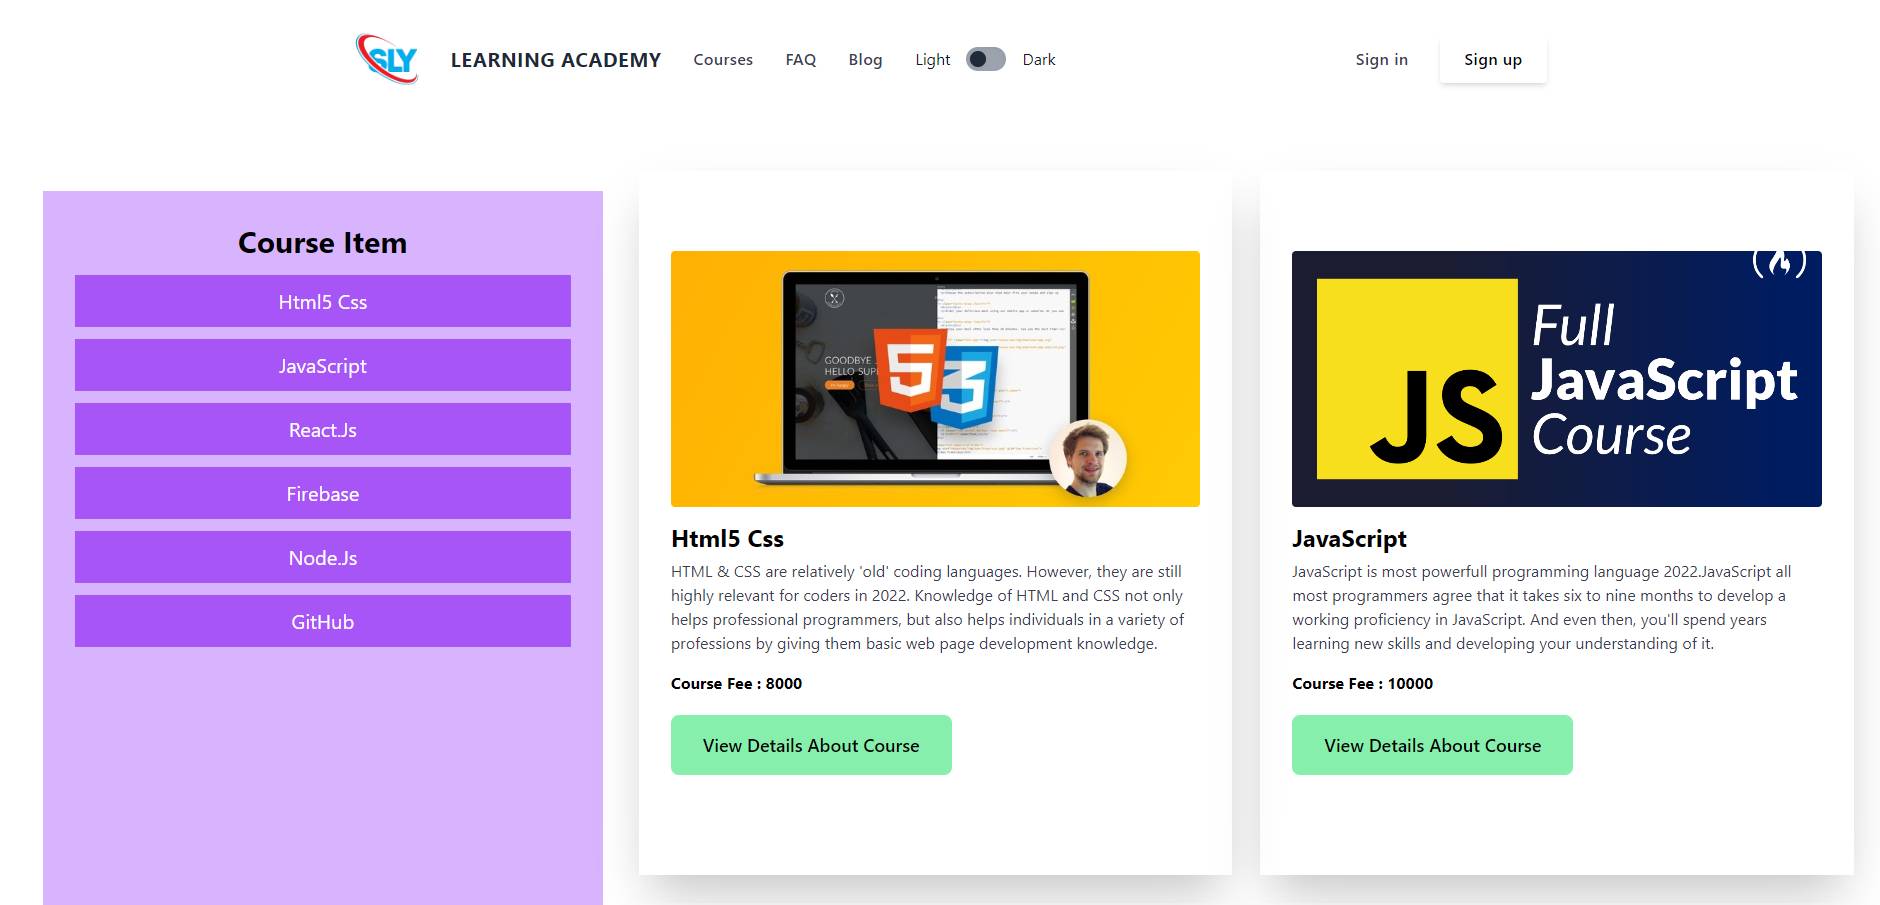 SLY
LEARNING ACADEMY
Courses
FAQ
Blog
Light
Dark
Sign in
Sign up
Course Item
Html5 Css
JavaScript
React.Js
Firebase
Node.Js
GitHub
GOODBYE
HELLO SUP
5
3
Html5 Css
HTML & CSS are relatively 'old' coding languages. However, they are still
highly relevant for coders in 2022. Knowledge of HTML and CSS not only
helps professional programmers, but also helps individuals in a variety of
professions by giving them basic web page development knowledge.
Course Fee : 8000
View Details About Course
JS
Full
JavaScript
Course
JavaScript
JavaScript is most powerfull programming language 2022.JavaScript all
most programmers agree that it takes six to nine months to develop a
working proficiency in JavaScript. And even then, you'll spend years
learning new skills and developing your understanding of it.
Course Fee : 10000
View Details About Course